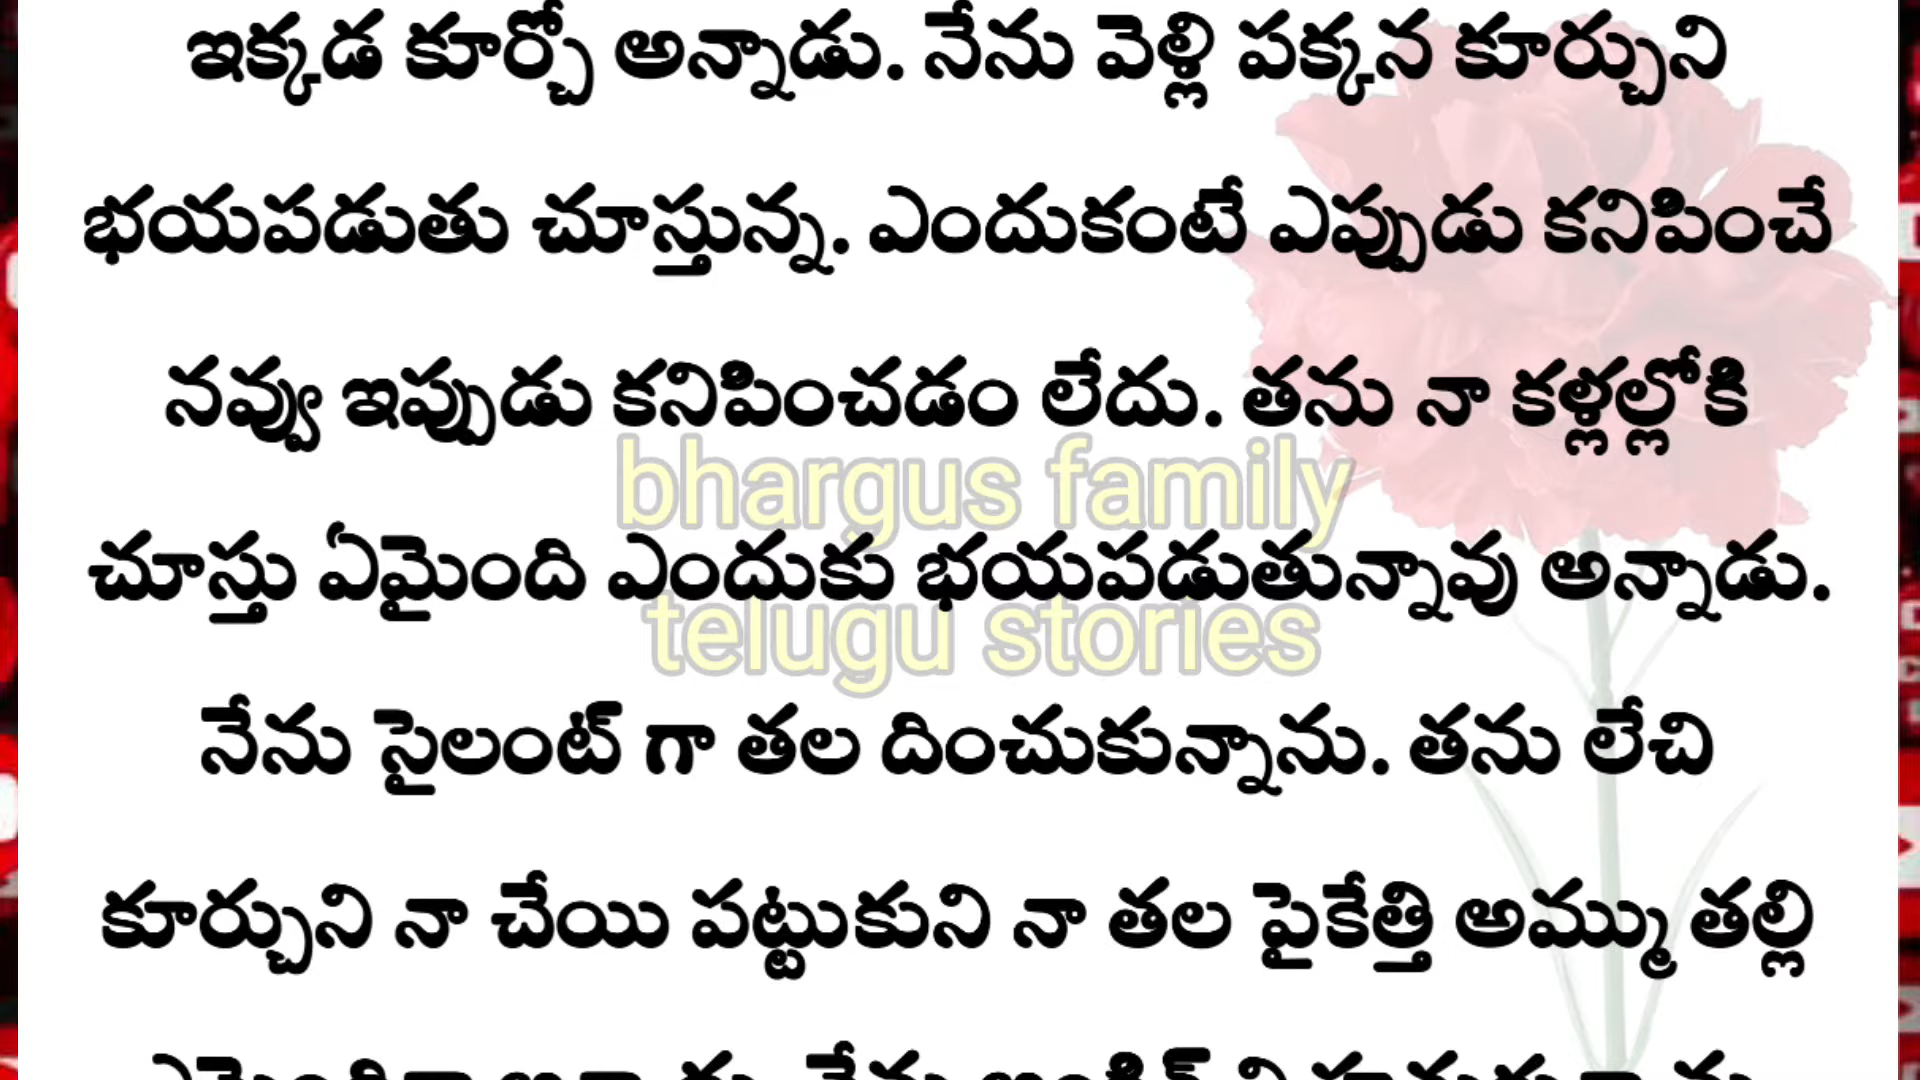 ఇక్కడ కూర్చో అన్నాడు. నేను వెళ్లి పక్కన కూర్చుని
భయపడుతు చూస్తున్న. ఎందుకంటే ఎప్పుడు కనిపించే
నవ్వు ఇప్పుడు కనిపించడం లేదు. తను నా కళ్లల్లోకి
bhargus family
చూస్తు ఏమైంది ఎందుకు భయపడుతున్నావు అన్నాడు.
telugu stories
నేను సైలంట్ గా తల దించుకున్నాను. తను లేచి
కూర్చుని నా చేయి పట్టుకుని నా తల పైకేత్తి అమ్ము తల్లి